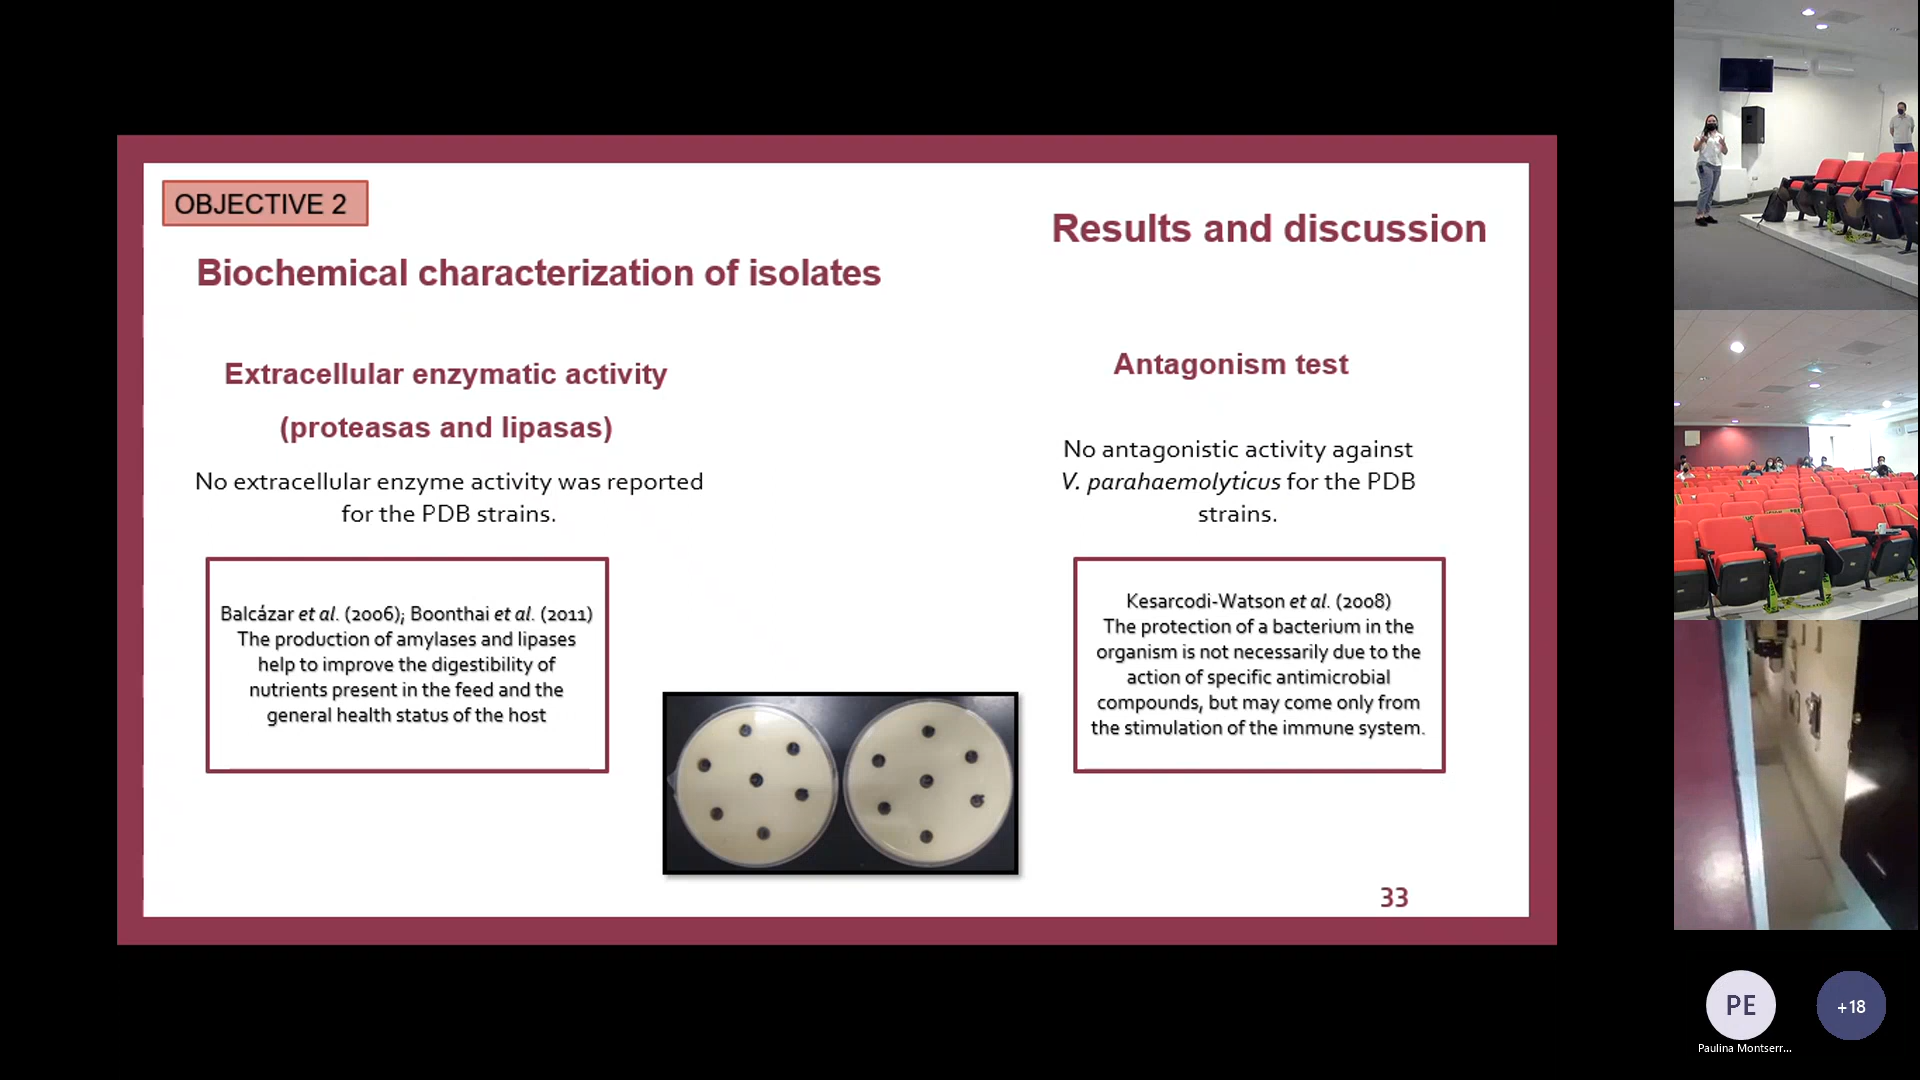 OBJECTIVE 2
Results and discussion
Biochemical characterization of isolates
Extracellular enzymatic activity
(proteasas and lipasas)
No extracellular enzyme activity was reported
for the PDB strains.
Balcázar et al. (2006); Boonthai et al. (2011)
The production of amylases and lipases
help to improve the digestibility of
nutrients present in the feed and the
general health status of the host
Antagonism test
No antagonistic activity against
V. parahaemolyticus for the PDB
strains.
Kesarcodi-Watson et al. (2008)
The protection of a bacterium in the
organism is not necessarily due to the
action of specific antimicrobial
compounds, but may come only from
the stimulation of the immune system.
33
PE
+18
Paulina Montserr...